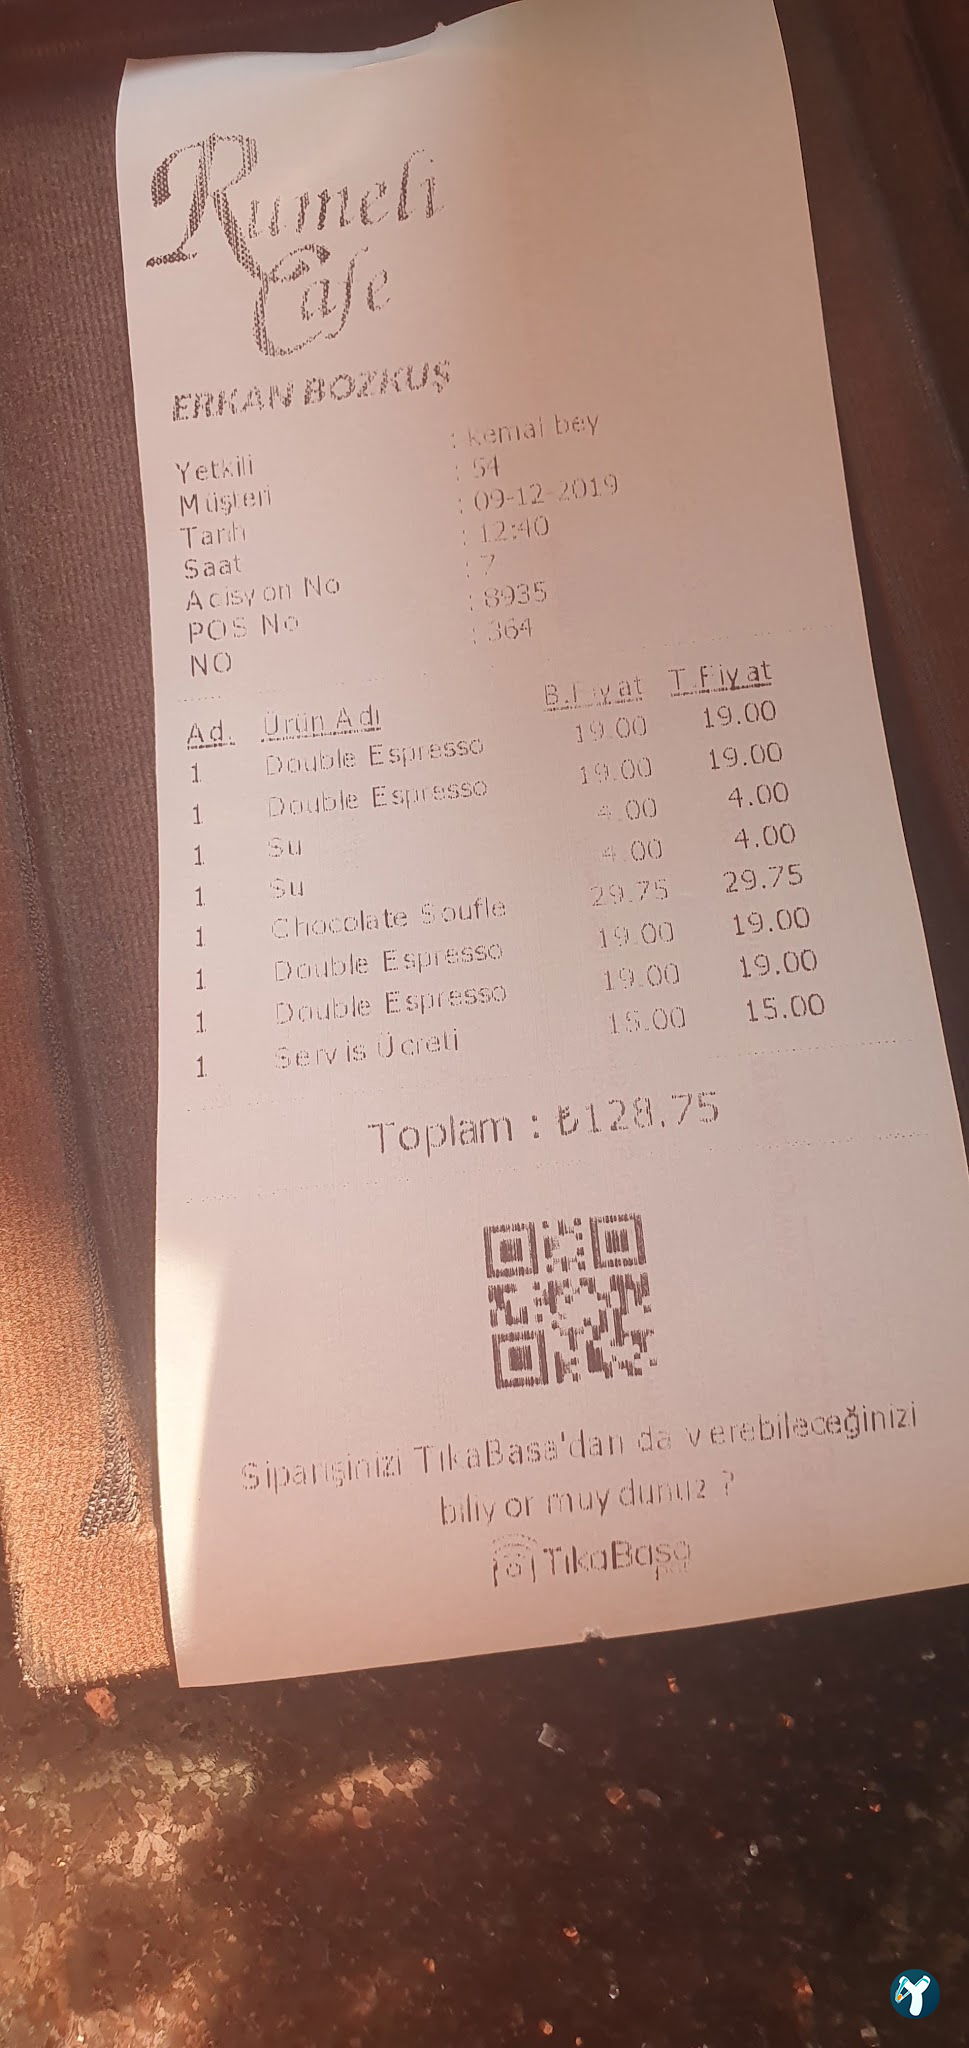 Rumeli
Cafe
ERKAN BOZKUŞ
Yetkili : kemal bey
Müşteri : 54
Tarih : 09-12-2019
Saat : 12:40
Adisyon No : 7
POS No : 8935
NO : 364
Ad. Ürün Adı B.Fiyat T.Fiyat
1 Double Espresso 19.00 19.00
1 Double Espresso 19.00 19.00
1 Su 4.00 4.00
1 Su 4.00 4.00
1 Chocolate Soufle 29.75 29.75
1 Double Espresso 19.00 19.00
1 Double Espresso 19.00 19.00
1 Servis Ücreti 15.00 15.00
Toplam : ₺128.75
Siparişinizi TıkaBasa'dan da verebileceğinizi
biliyor muydunuz ?
TıkaBasa